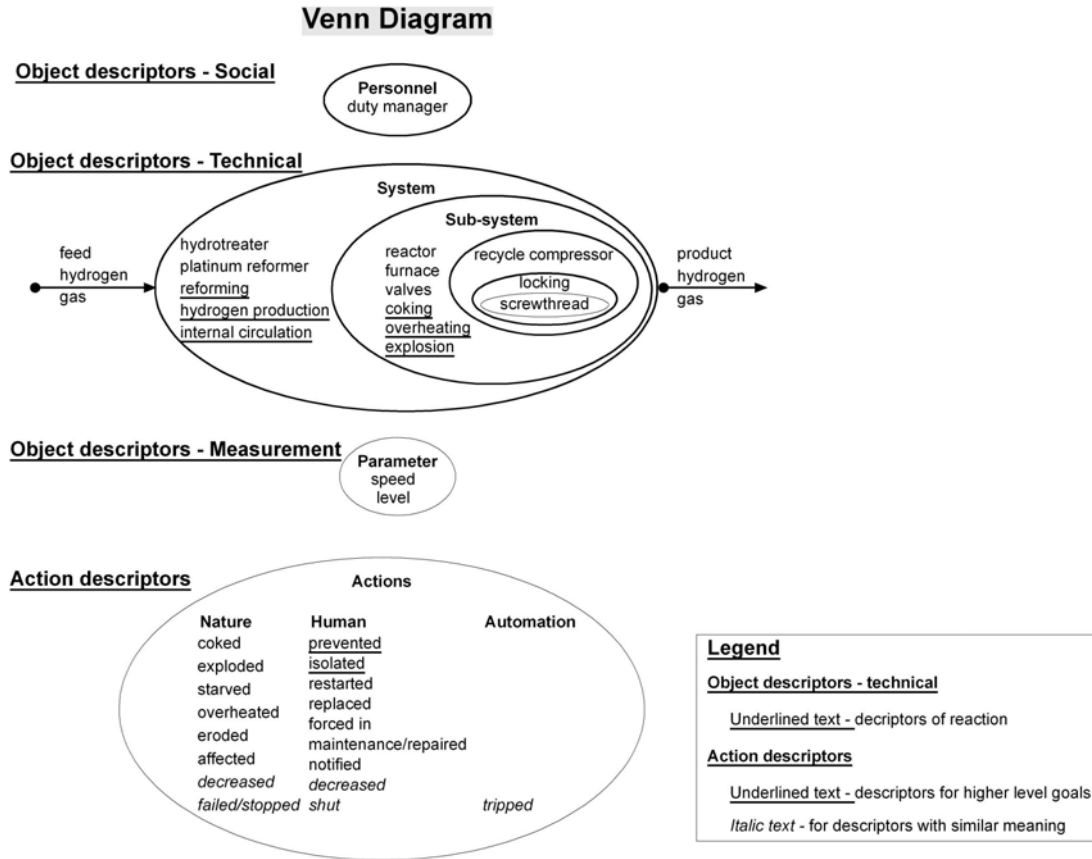 Venn Diagram
Object descriptors - Social
Personnel
duty manager
Object descriptors - Technical
System
Sub-system
feed
hydrogen
gas
hydrotreater
platinum reformer
reforming
hydrogen production
internal circulation
reactor
furnace
valves
coking
overheating
explosion
recycle compressor
locking
screwthread
product
hydrogen
gas
Object descriptors - Measurement
Parameter
speed
level
Action descriptors
Actions
Nature
coked
exploded
starved
overheated
eroded
affected
decreased
failed/stopped
Human
prevented
isolated
restarted
replaced
forced in
maintenance/repaired
notified
decreased
shut
Automation
tripped
Legend
Object descriptors - technical
Underlined text - decriptors of reaction
Action descriptors
Underlined text - descriptors for higher level goals
Italic text - for descriptors with similar meaning